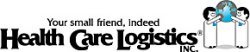 Your small friend, indeed
Health Care Logistics®
INC.